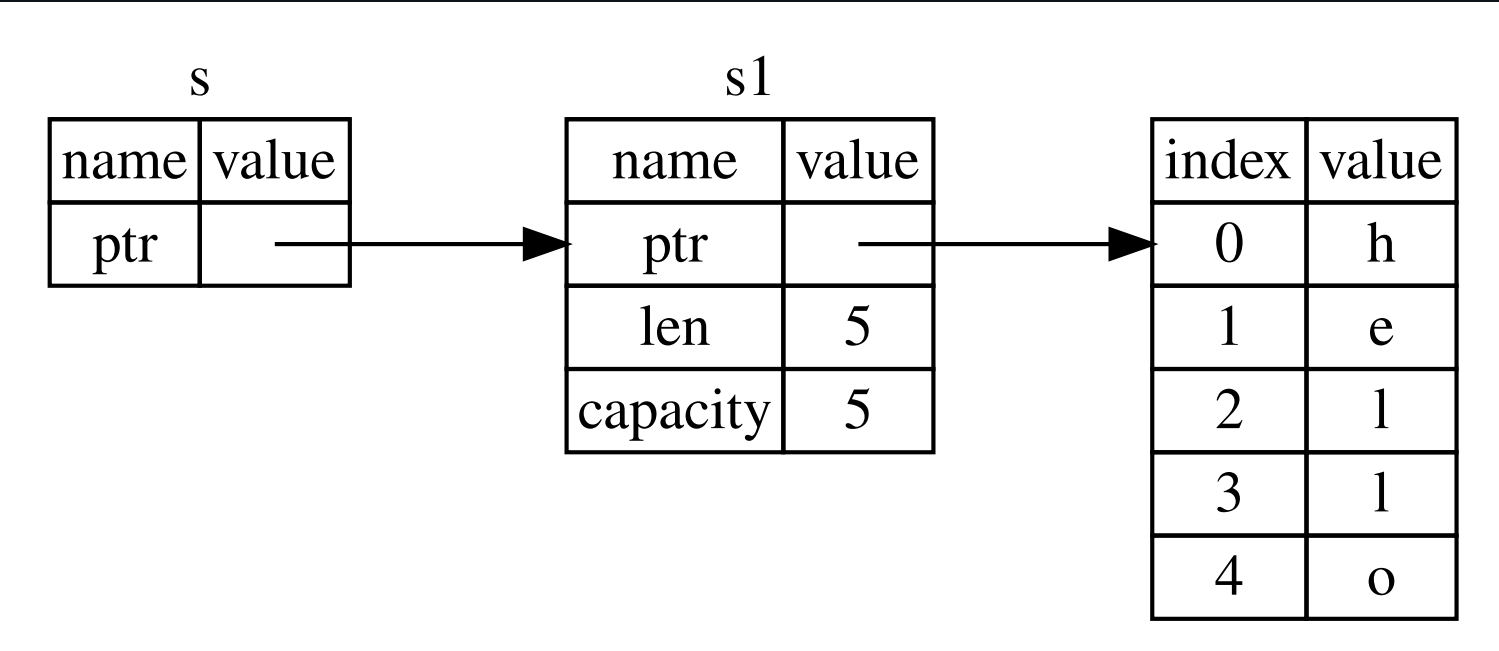 s
name value
ptr
s1
name value
ptr
len 5
capacity 5
index value
0 h
1 e
2 l
3 l
4 o